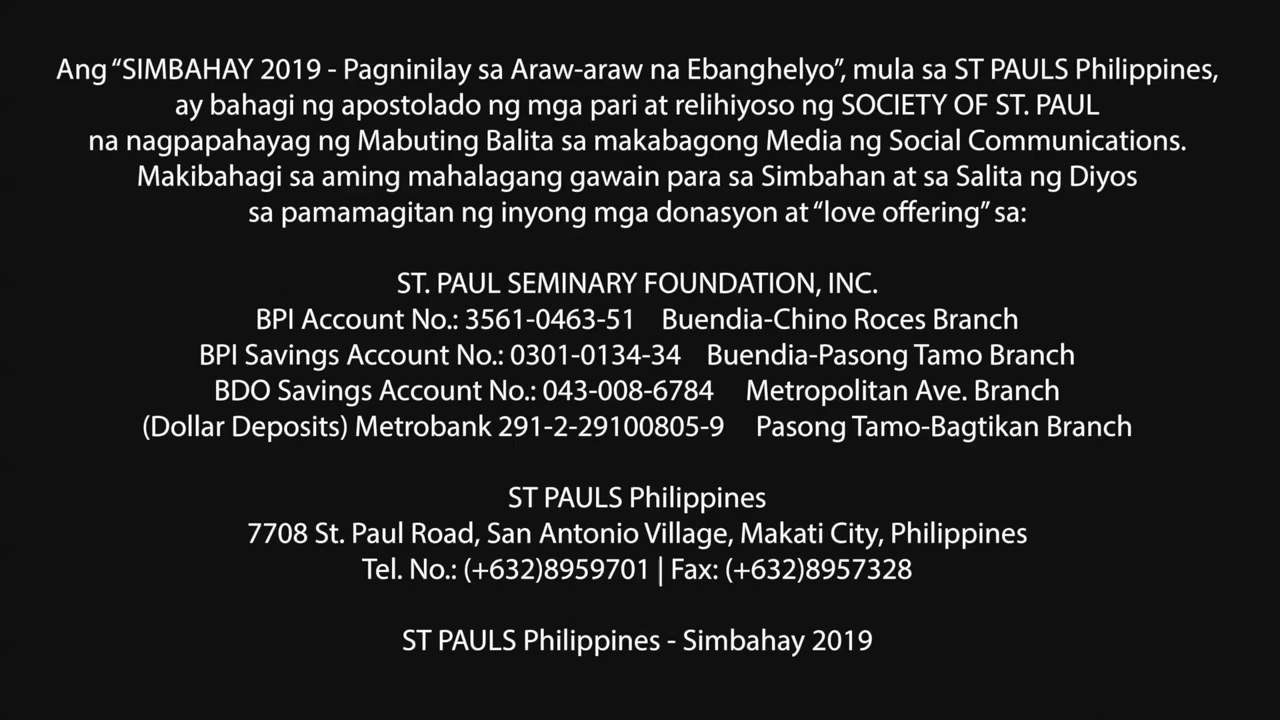 Ang “SIMBAHAY 2019 - Pagninilay sa Araw-araw na Ebanghelyo”, mula sa ST PAULS Philippines,
ay bahagi ng apostolado ng mga pari at relihiyoso ng SOCIETY OF ST. PAUL
na nagpapahayag ng Mabuting Balita sa makabagong Media ng Social Communications.
Makibahagi sa aming mahalagang gawain para sa Simbahan at sa Salita ng Diyos
sa pamamagitan ng inyong mga donasyon at “love offering” sa:
ST. PAUL SEMINARY FOUNDATION, INC.
BPI Account No.: 3561-0463-51 Buendia-Chino Roces Branch
BPI Savings Account No.: 0301-0134-34 Buendia-Pasong Tamo Branch
BDO Savings Account No.: 043-008-6784 Metropolitan Ave. Branch
(Dollar Deposits) Metrobank 291-2-29100805-9 Pasong Tamo-Bagtikan Branch
ST PAULS Philippines
7708 St. Paul Road, San Antonio Village, Makati City, Philippines
Tel. No.: (+632)8959701 | Fax: (+632)8957328
ST PAULS Philippines - Simbahay 2019